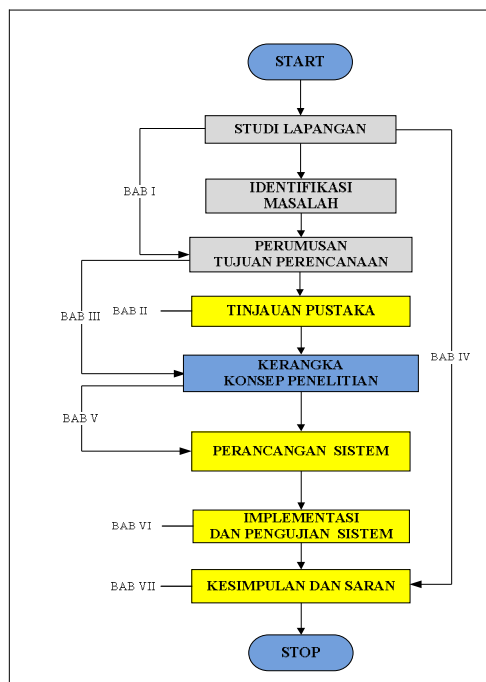 START
STUDI LAPANGAN
BAB I
IDENTIFIKASI
MASALAH
PERUMUSAN
TUJUAN PERENCANAAN
BAB II
TINJAUAN PUSTAKA
BAB III
BAB IV
KERANGKA
KONSEP PENELITIAN
BAB V
PERANCANGAN SISTEM
IMPLEMENTASI
DAN PENGUJIAN SISTEM
BAB VI
BAB VII
KESIMPULAN DAN SARAN
STOP